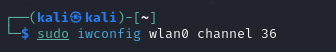 ┌──(kali㉿kali)-[~]
└─$ sudo iwconfig wlan0 channel 36